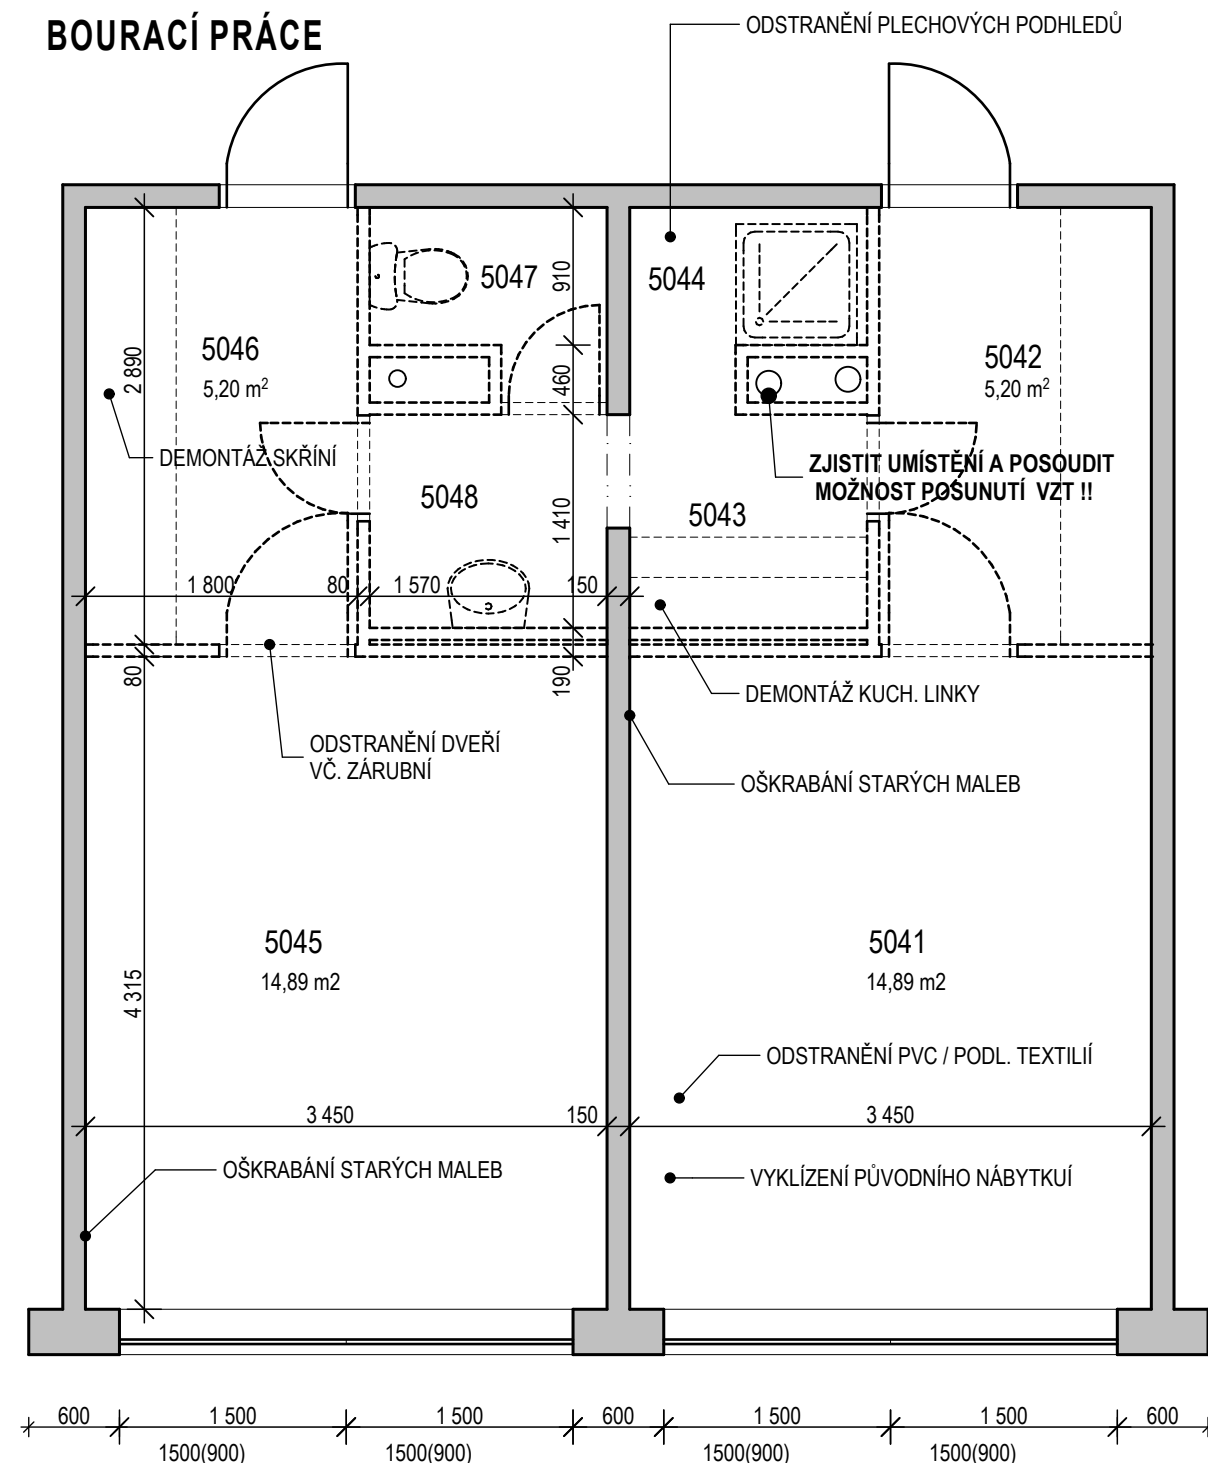 BOURACÍ PRÁCE
ODSTRANĚNÍ PLECHOVÝCH PODHLEDŮ
5047
910
5044
5046
5,20 m²
2 890
460
5042
5,20 m²
DEMONTÁŽ SKŘÍNÍ
ZJISTIT UMÍSTĚNÍ A POSOUDIT
MOŽNOST POSUNUTÍ VZT !!
5048
1 410
5043
1 800
80
1 570
150
80
190
DEMONTÁŽ KUCH. LINKY
ODSTRANĚNÍ DVEŘÍ
VČ. ZÁRUBNÍ
OŠKRABÁNÍ STARÝCH MALEB
5045
14,89 m2
5041
14,89 m2
4 315
ODSTRANĚNÍ PVC / PODL. TEXTILIÍ
3 450
150
3 450
OŠKRABÁNÍ STARÝCH MALEB
VYKLÍZENÍ PŮVODNÍHO NÁBYTKUÍ
600
1 500
1 500
600
1 500
1 500
600
1500(900)
1500(900)
1500(900)
1500(900)